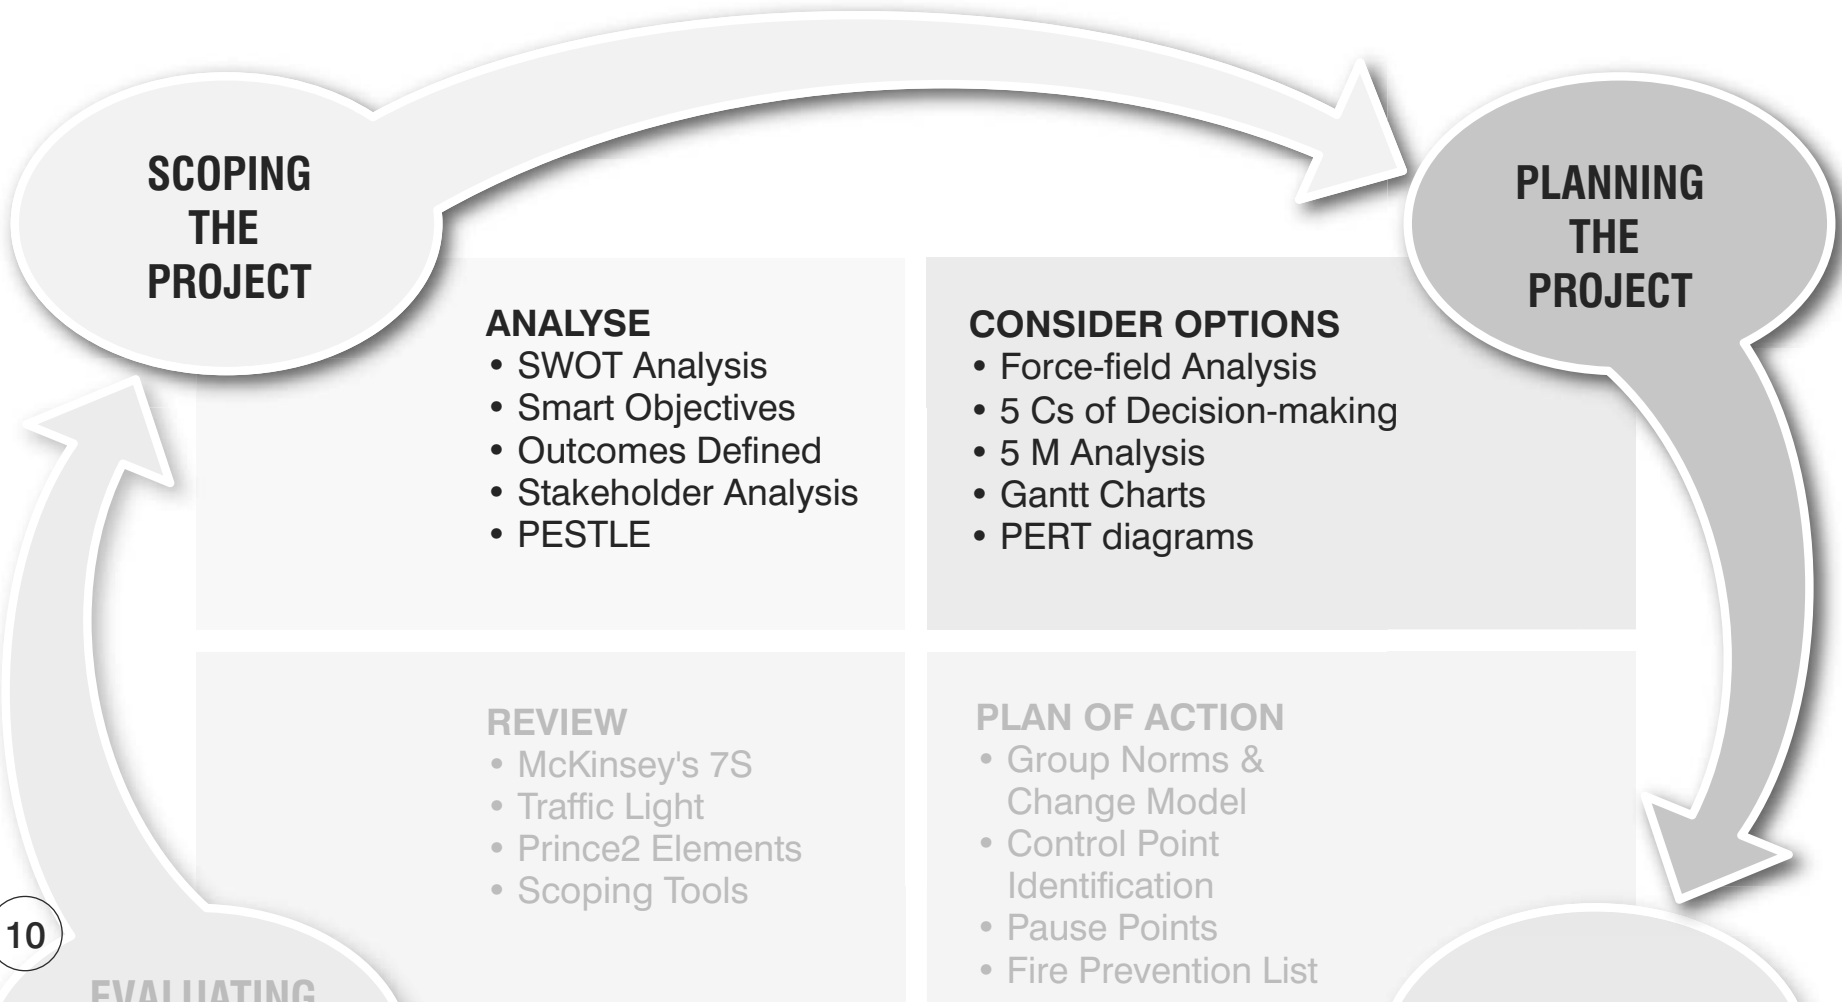 SCOPING
THE
PROJECT
PLANNING
THE
PROJECT
ANALYSE
• SWOT Analysis
• Smart Objectives
• Outcomes Defined
• Stakeholder Analysis
• PESTLE
CONSIDER OPTIONS
• Force-field Analysis
• 5 Cs of Decision-making
• 5 M Analysis
• Gantt Charts
• PERT diagrams
REVIEW
• McKinsey's 7S
• Traffic Light
• Prince2 Elements
• Scoping Tools
PLAN OF ACTION
• Group Norms &
Change Model
• Control Point
Identification
• Pause Points
• Fire Prevention List
10
EVALUATING